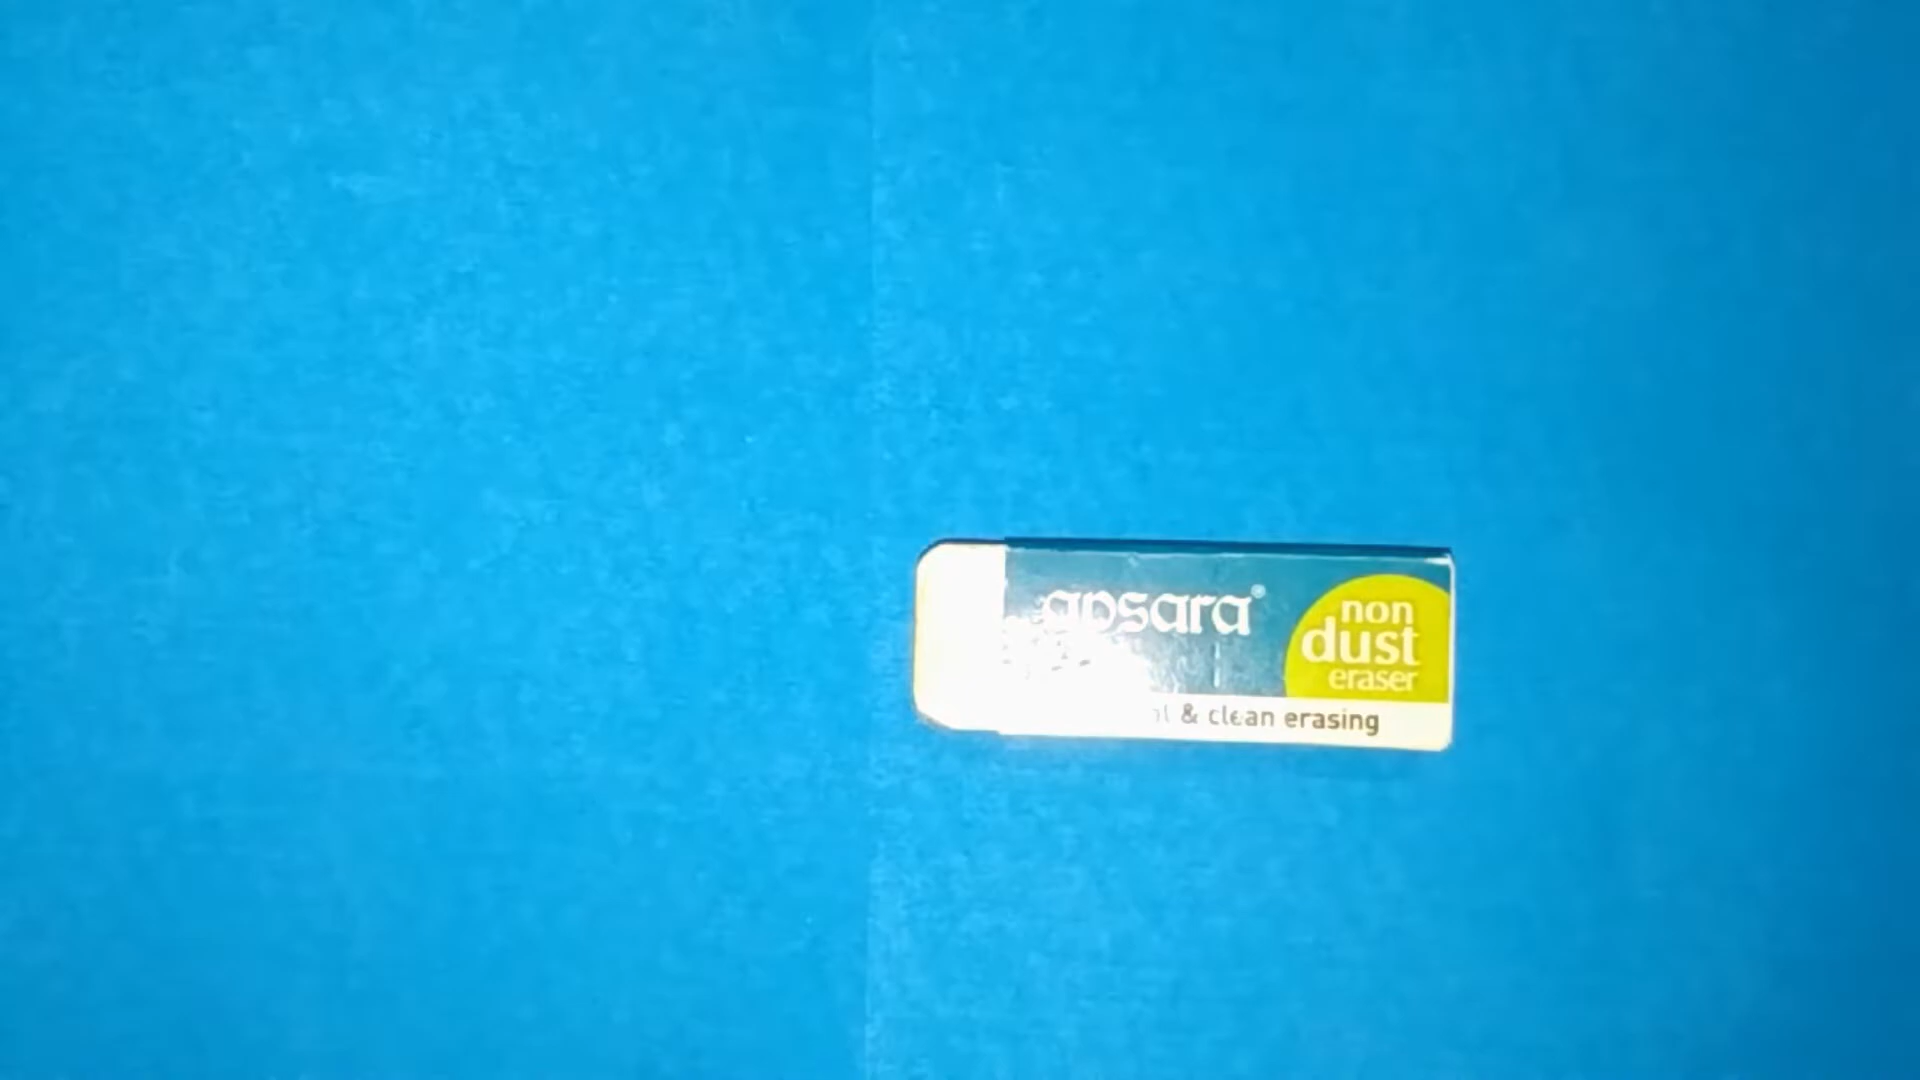 apsara®
non
dust
eraser
& clean erasing